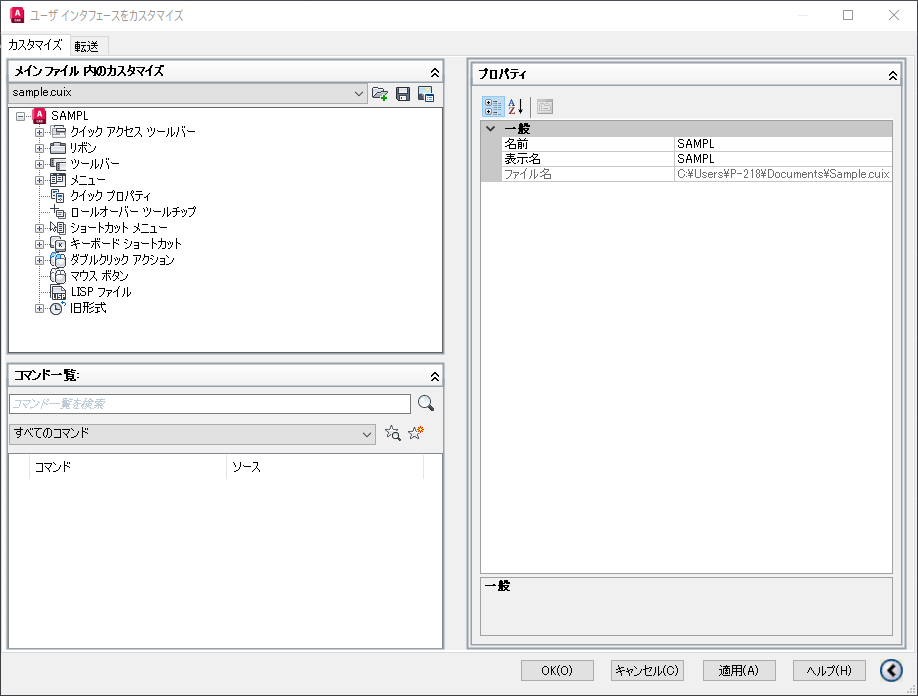 ユーザ インタフェースをカスタマイズ
カスタマイズ 転送
メイン ファイル 内のカスタマイズ
sample.cuix
SAMPL
クイック アクセス ツールバー
リボン
ツールバー
メニュー
クイック プロパティ
ロールオーバー ツールチップ
ショートカット メニュー
キーボード ショートカット
ダブルクリック アクション
マウス ボタン
LISP ファイル
旧形式
コマンド一覧:
コマンド一覧を検索
すべてのコマンド
コマンド ソース
プロパティ
一般
名前 SAMPL
表示名 SAMPL
ファイル名 C:¥Users¥P-218¥Documents¥Sample.cuix
一般
OK(O) キャンセル(C) 適用(A) ヘルプ(H)